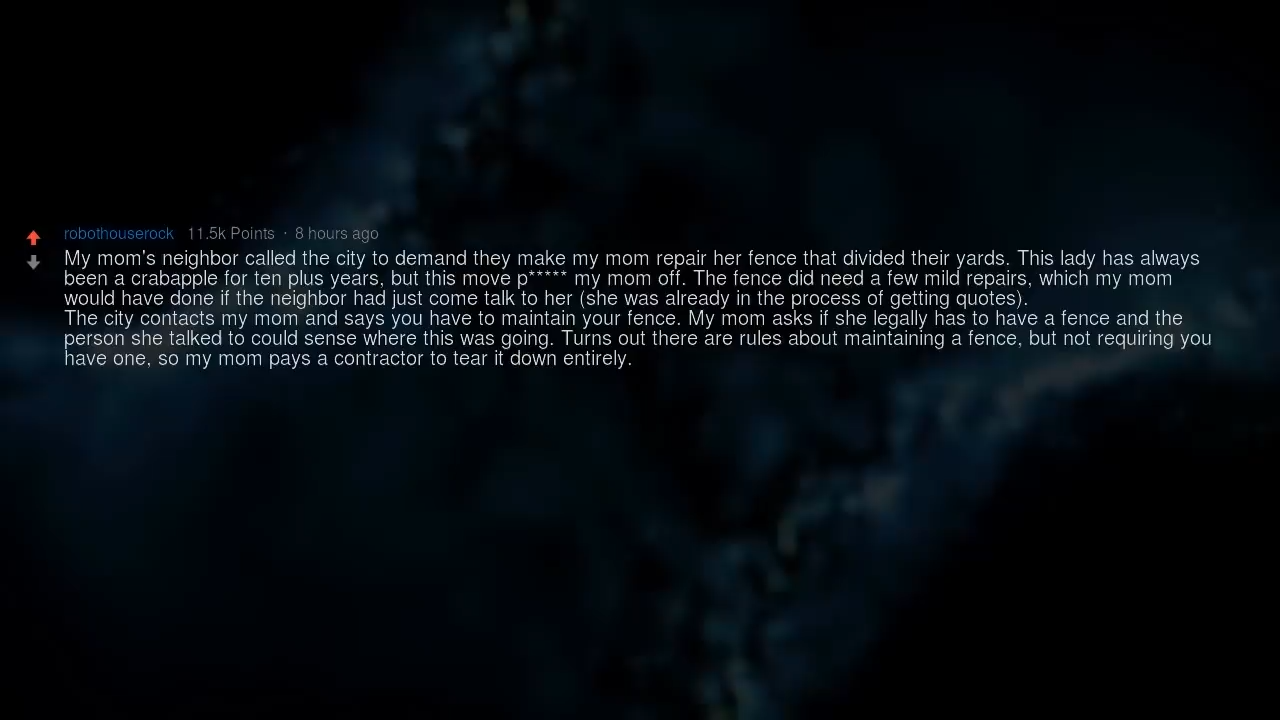 robothouserock 11.5k Points · 8 hours ago
My mom's neighbor called the city to demand they make my mom repair her fence that divided their yards. This lady has always
been a crabapple for ten plus years, but this move p***** my mom off. The fence did need a few mild repairs, which my mom
would have done if the neighbor had just come talk to her (she was already in the process of getting quotes).
The city contacts my mom and says you have to maintain your fence. My mom asks if she legally has to have a fence and the
person she talked to could sense where this was going. Turns out there are rules about maintaining a fence, but not requiring you
have one, so my mom pays a contractor to tear it down entirely.